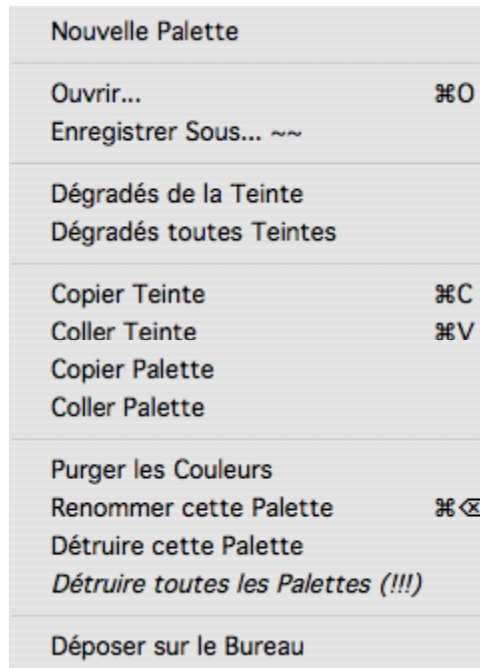 Nouvelle Palette
Ouvrir... ⌘O
Enregistrer Sous... ~~
Dégradés de la Teinte
Dégradés toutes Teintes
Copier Teinte ⌘C
Coller Teinte ⌘V
Copier Palette
Coller Palette
Purger les Couleurs
Renommer cette Palette ⌘⌫
Détruire cette Palette
Détruire toutes les Palettes (!!!)
Déposer sur le Bureau